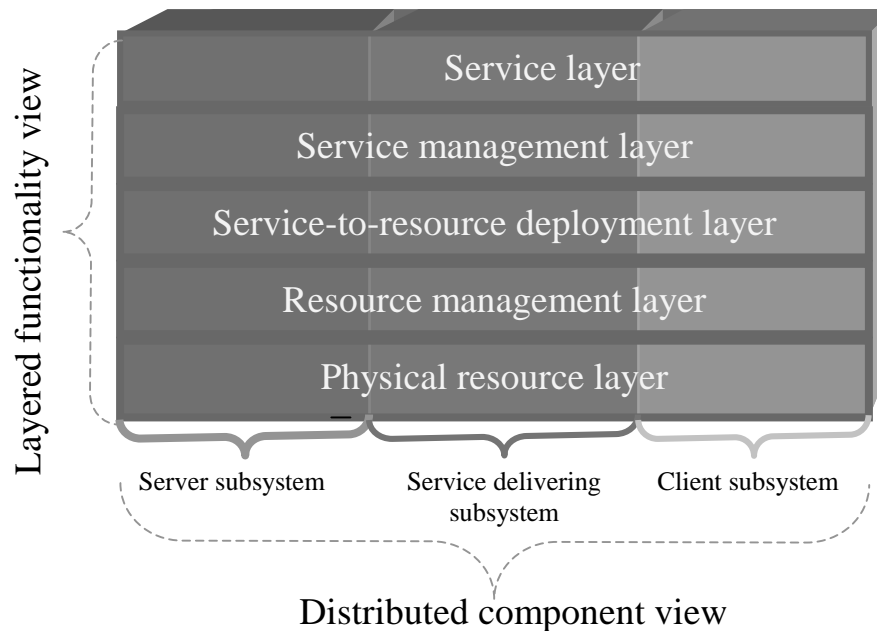 Layered functionality view
Service layer
Service management layer
Service-to-resource deployment layer
Resource management layer
Physical resource layer
Server subsystem
Service delivering
subsystem
Client subsystem
Distributed component view